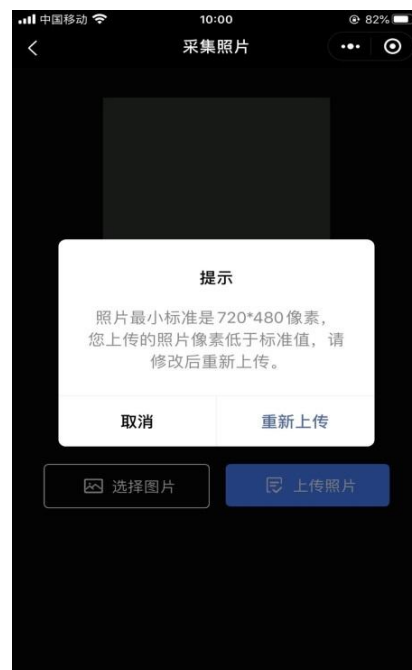 中国移动 10:00 82%
采集照片
提示
照片最小标准是720*480像素，
您上传的照片像素低于标准值，请
修改后重新上传。
取消 重新上传
选择图片 上传照片